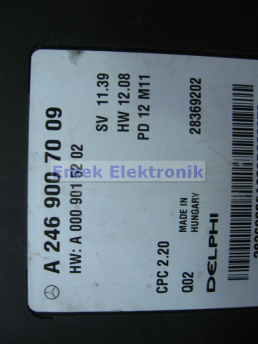 A 246 900 70 09
HW: A 000 901 52 02
SV 11.39
HW 12.08
PD 12 M11
28369202
CPC 2.20
Q02
MADE IN
HUNGARY
DELPHI
Emek Elektronik